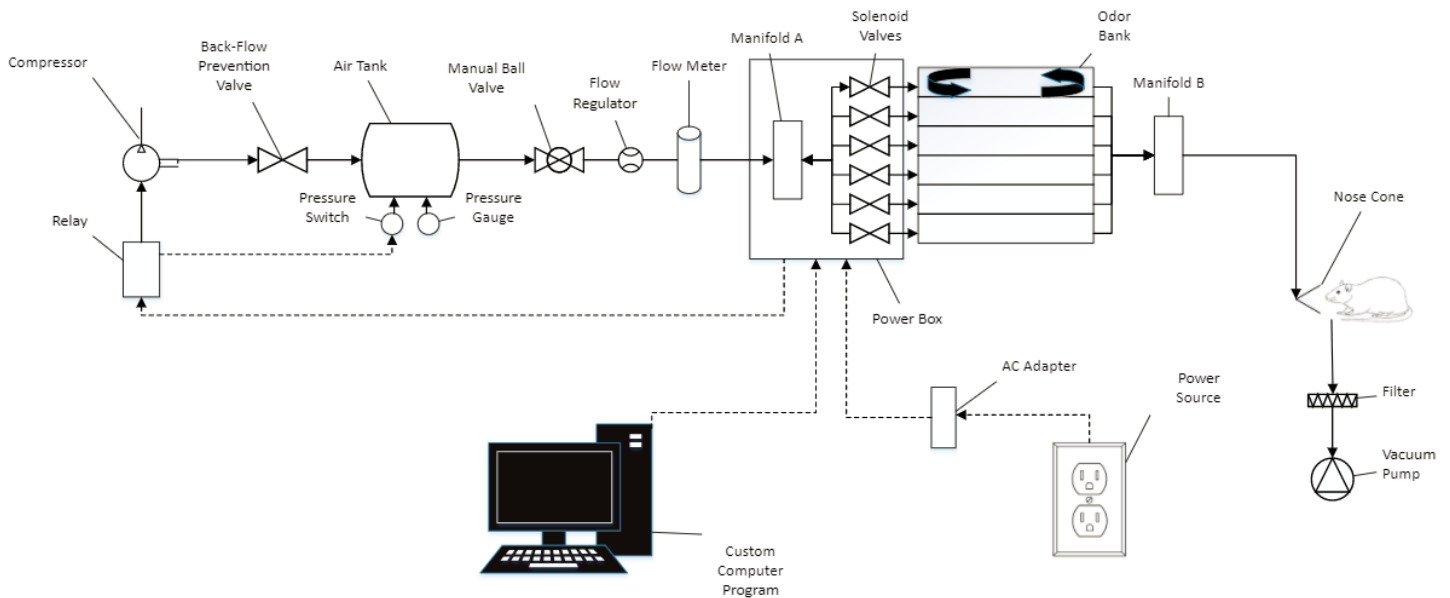 Compressor
Back-Flow
Prevention
Valve
Air Tank
Manual Ball
Valve
Flow
Regulator
Flow Meter
Manifold A
Solenoid
Valves
Odor
Bank
Manifold B
Pressure
Switch
Pressure
Gauge
Relay
Nose Cone
Power Box
AC Adapter
Power
Source
Filter
Vacuum
Pump
Custom
Computer
Program